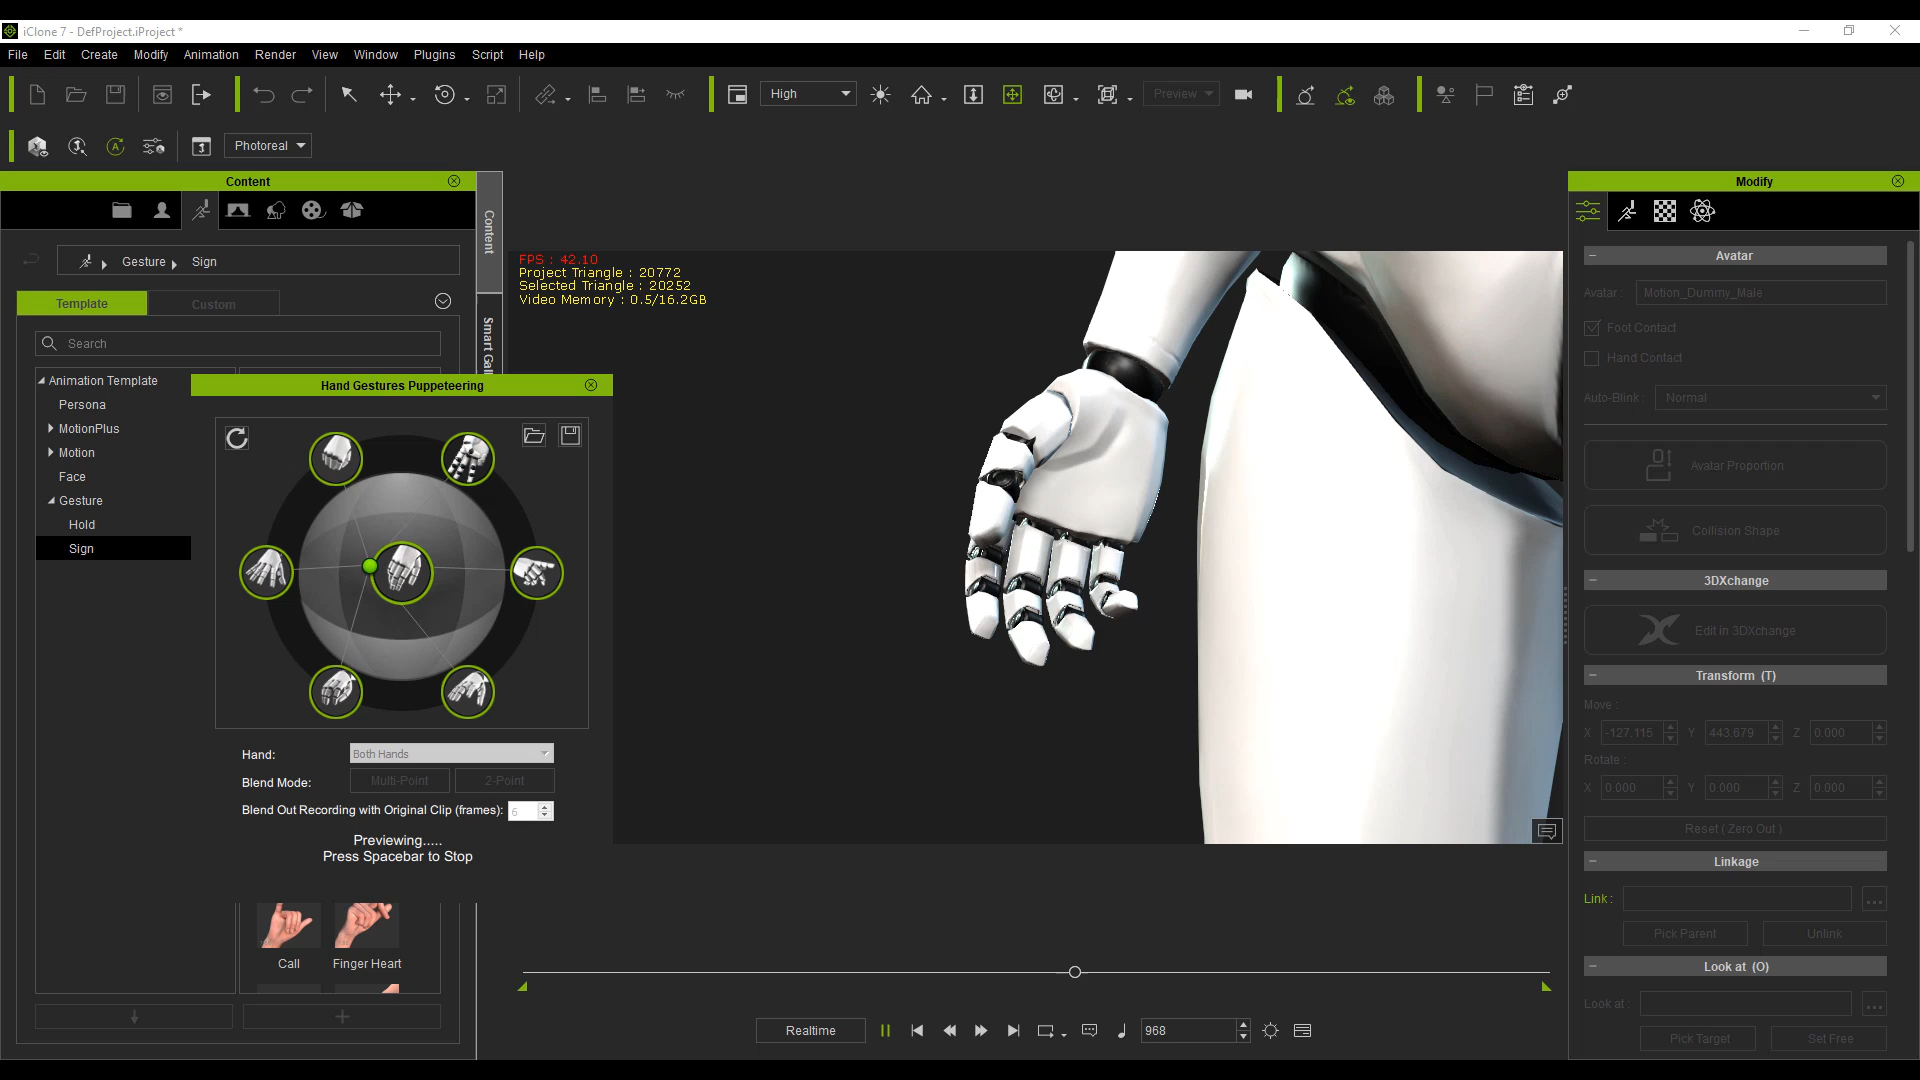 iClone 7 - DefProject.iProject *
File Edit Create Modify Animation Render View Window Plugins Script Help
High
Preview
Photoreal
Content
Modify
Content
Smart Gal
Gesture
Sign
Template
Custom
Search
Animation Template
Persona
MotionPlus
Motion
Face
Gesture
Hold
Sign
Hand Gestures Puppeteering
Hand:
Both Hands
Blend Mode:
Multi-Point
2-Point
Blend Out Recording with Original Clip (frames):
6
Previewing.....
Press Spacebar to Stop
Call
Finger Heart
FPS : 42.10
Project Triangle : 20772
Selected Triangle : 20252
Video Memory : 0.5/16.2GB
Realtime
968
Avatar
Avatar :
Motion_Dummy_Male
Foot Contact
Hand Contact
Auto-Blink :
Normal
Avatar Proportion
Collision Shape
3DXchange
Edit in 3DXchange
Transform (T)
Move :
X -127.115 Y 443.679 Z 0.000
Rotate :
X 0.000 Y 0.000 Z 0.000
Reset ( Zero Out )
Linkage
Link :
...
Pick Parent
Unlink
Look at (O)
Look at :
...
Pick Target
Set Free